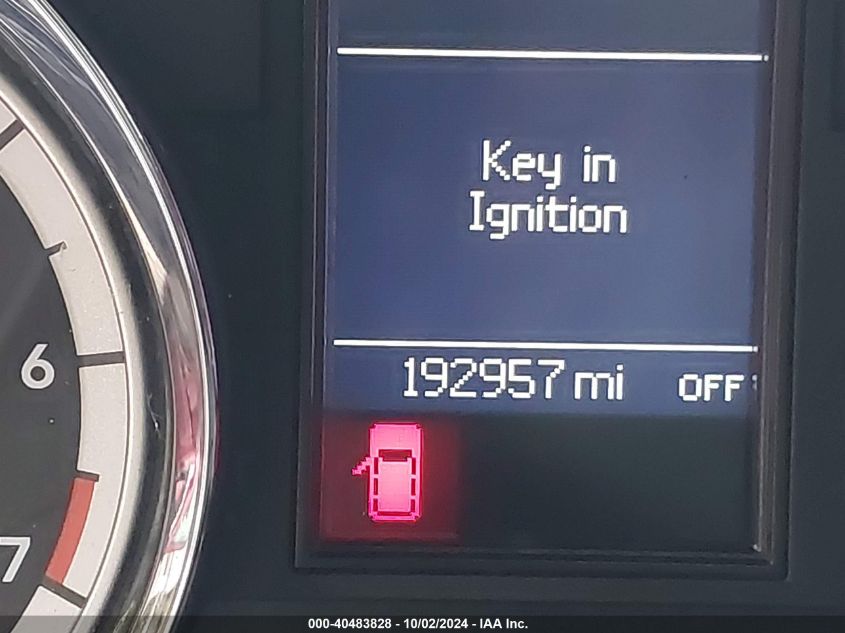 Key in
Ignition
192957 mi OFF
6
7
000-40483828 - 10/02/2024 - IAA Inc.